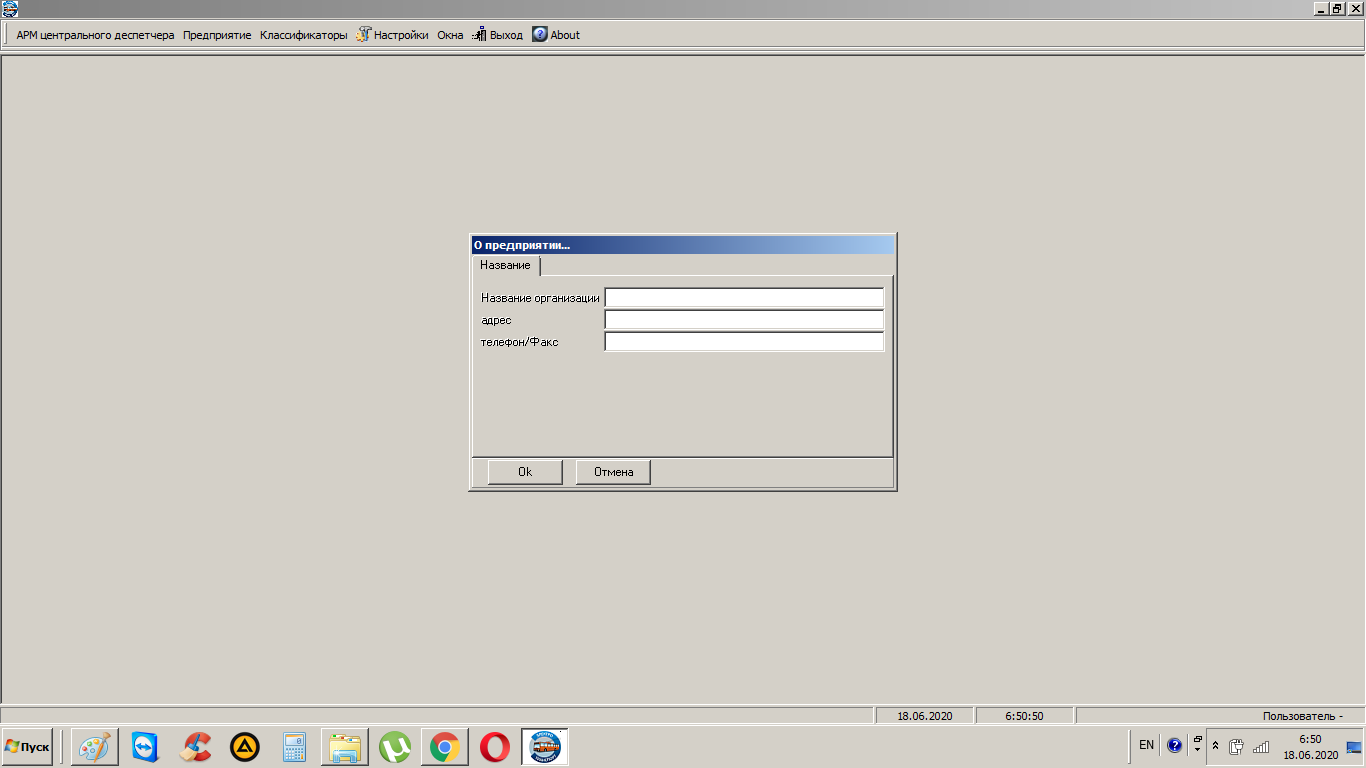 АРМ центрального деспетчера Предприятие Классификаторы Настройки Окна Выход About
О предприятии...
Название
Название организации
адрес
телефон/Факс
Ok Отмена
18.06.2020 6:50:50 Пользователь -
Пуск EN 6:50
18.06.2020